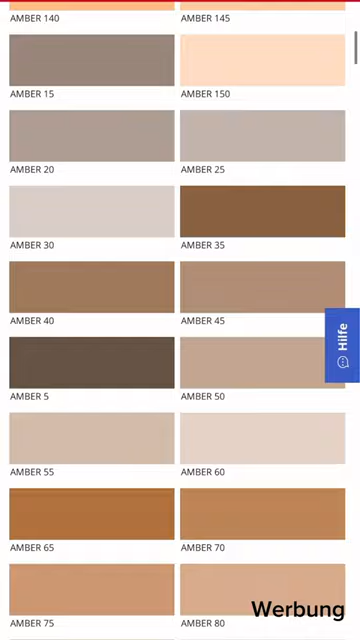 AMBER 140
AMBER 145
AMBER 15
AMBER 150
AMBER 20
AMBER 25
AMBER 30
AMBER 35
AMBER 40
AMBER 45
Hilfe
AMBER 5
AMBER 50
AMBER 55
AMBER 60
AMBER 65
AMBER 70
AMBER 75
AMBER 80
Werbung